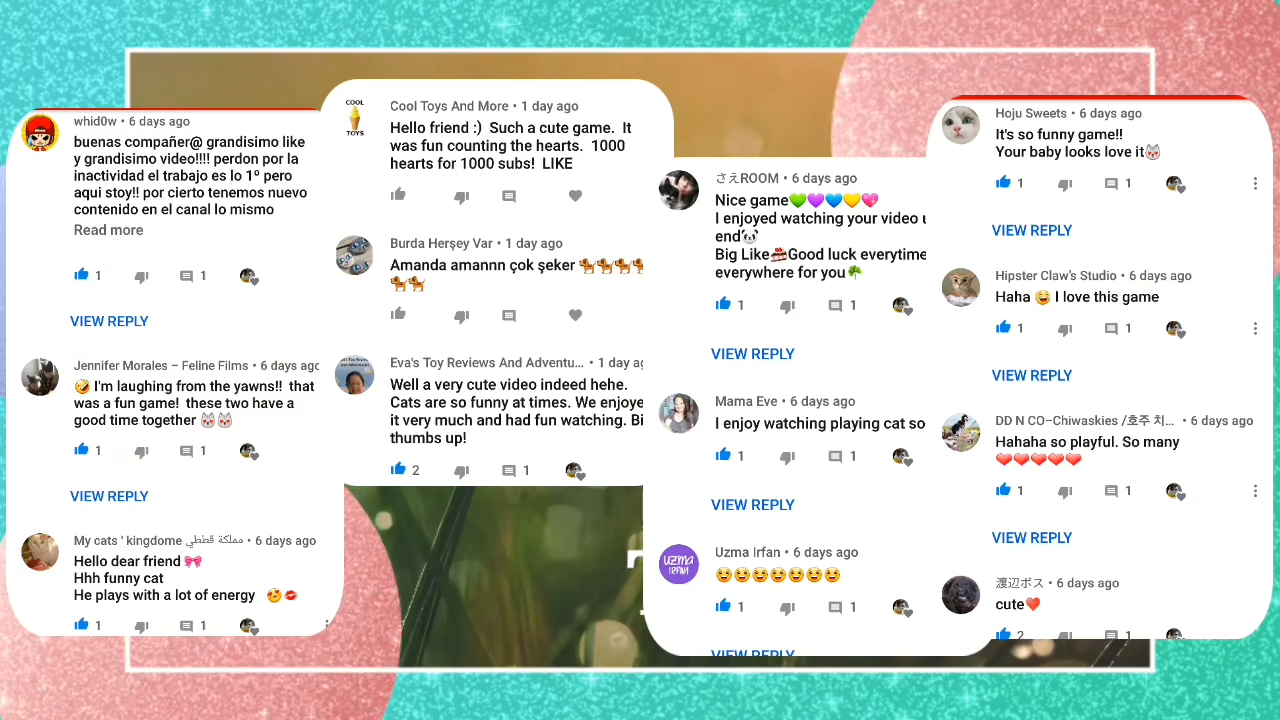 whid0w • 6 days ago
buenas compañer@ grandisimo like
y grandisimo video!!!! perdon por la
inactividad el trabajo es lo 1º pero
aqui stoy!! por cierto tenemos nuevo
contenido en el canal lo mismo
Read more
1 1
VIEW REPLY
Jennifer Morales – Feline Films • 6 days ago
🤣 I'm laughing from the yawns!! that
was a fun game! these two have a
good time together 😻😻
1 1
VIEW REPLY
My cats ' kingdome مملكة قططي • 6 days ago
Hello dear friend 🎀
Hhh funny cat
He plays with a lot of energy 🤣💋
1 1
COOL
TOYS
Cool Toys And More • 1 day ago
Hello friend :) Such a cute game. It
was fun counting the hearts. 1000
hearts for 1000 subs! LIKE
Burda Herşey Var • 1 day ago
Amanda amannn çok şeker 🐕🐕🐕🐕
🐕🐕
Eva's Toy Reviews And Adventu... • 1 day ag
Well a very cute video indeed hehe.
Cats are so funny at times. We enjoye
it very much and had fun watching. Bi
thumbs up!
2 1
さえROOM • 6 days ago
Nice game💚💜💙💛💖
I enjoyed watching your video u
end🐼
Big Like🍰Good luck everytime
everywhere for you☘
1 1
VIEW REPLY
Mama Eve • 6 days ago
I enjoy watching playing cat so
1 1
VIEW REPLY
UZMA
IRFAN
Uzma Irfan • 6 days ago
😆😆😆😆😆😆😆
1 1
VIEW REPLY
Hoju Sweets • 6 days ago
It's so funny game!!
Your baby looks love it😻
1 1
VIEW REPLY
Hipster Claw's Studio • 6 days ago
Haha 😂 I love this game
1 1
VIEW REPLY
DD N CO–Chiwaskies /호주 치... • 6 days ago
Hahaha so playful. So many
❤❤❤❤❤
1 1
VIEW REPLY
渡辺ボス • 6 days ago
cute❤
2 1